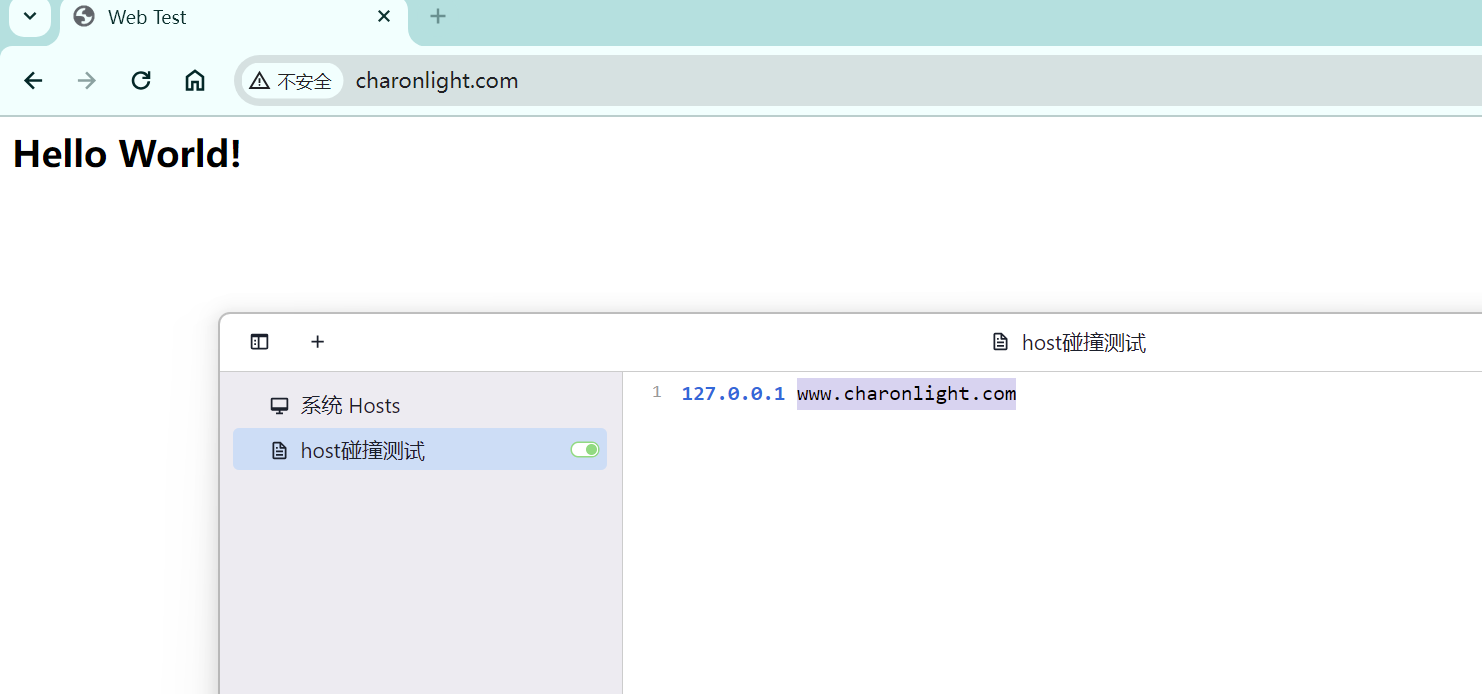 Web Test
不安全 charonlight.com
Hello World!
host碰撞测试
系统 Hosts
host碰撞测试
1 127.0.0.1 www.charonlight.com